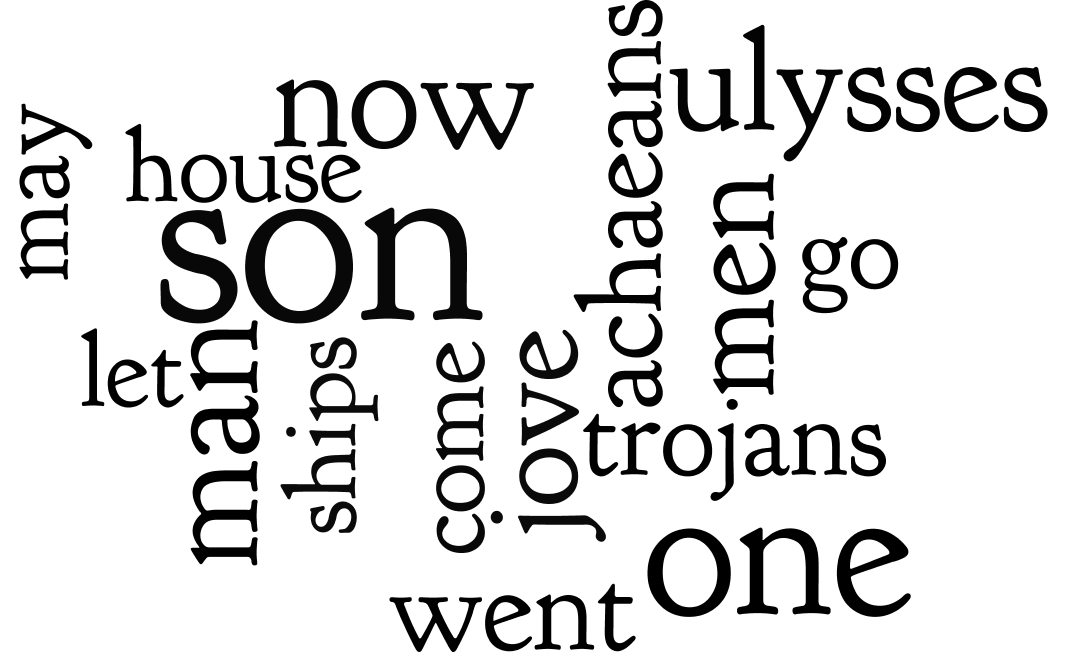 now
ulysses
achaeans
may
house
son
men
go
let
man
ships
come
jove
trojans
one
went